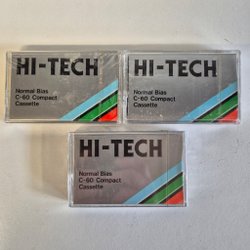 HI-TECH
Normal Bias
C-60 Compact
Cassette
HI-TECH
Normal Bias
C-60 Compact
Cassette
HI-TECH
Normal Bias
C-60 Compact
Cassette